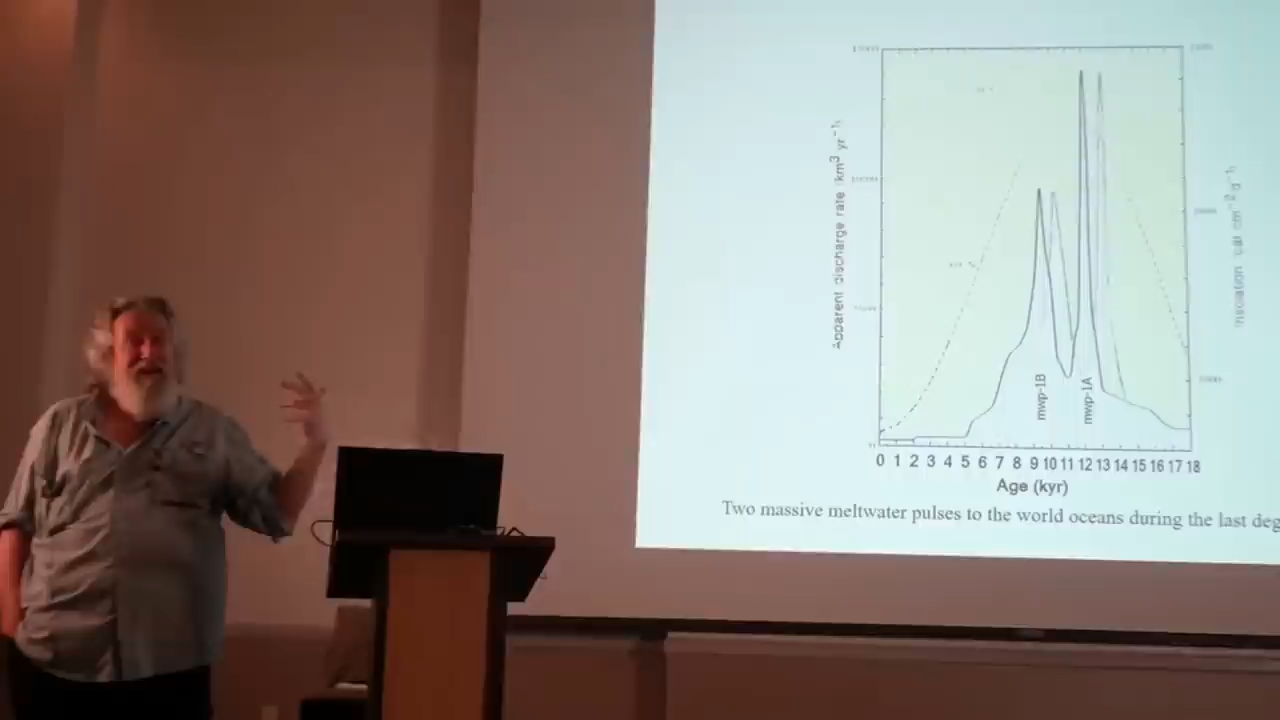 Apparent discharge rate (km³ yr⁻¹)
mwp-1B
mwp-1A
0 1 2 3 4 5 6 7 8 9 10 11 12 13 14 15 16 17 18
Age (kyr)
Two massive meltwater pulses to the world oceans during the last deg